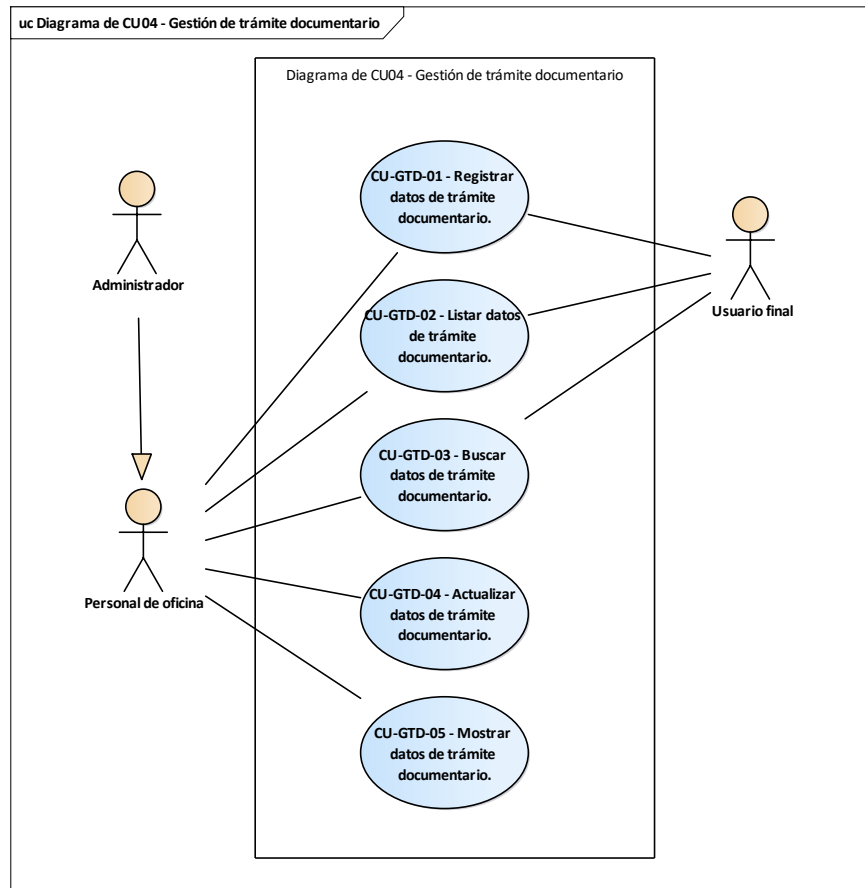 uc Diagrama de CU04 - Gestión de trámite documentario
Diagrama de CU04 - Gestión de trámite documentario
CU-GTD-01 - Registrar
datos de trámite
documentario.
Administrador
Usuario final
CU-GTD-02 - Listar datos
de trámite
documentario.
CU-GTD-03 - Buscar
datos de trámite
documentario.
Personal de oficina
CU-GTD-04 - Actualizar
datos de trámite
documentario.
CU-GTD-05 - Mostrar
datos de trámite
documentario.